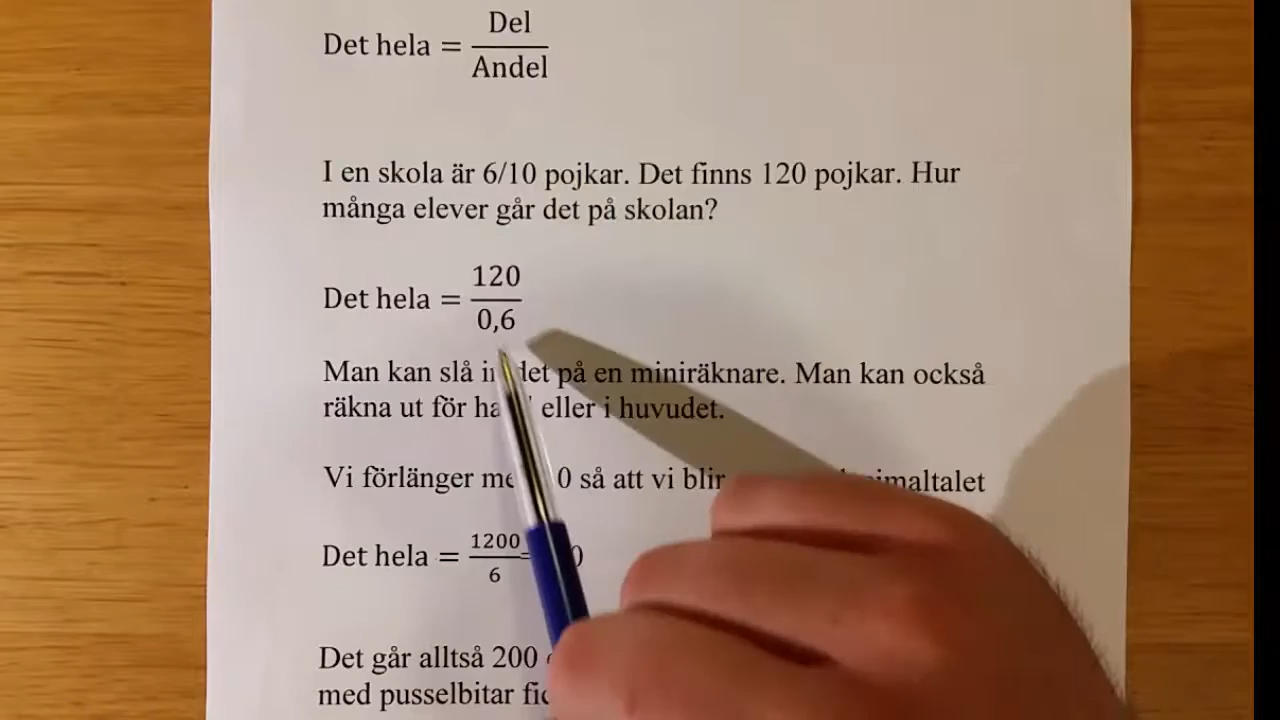 Det hela = Del/Andel
I en skola är 6/10 pojkar. Det finns 120 pojkar. Hur
många elever går det på skolan?
Det hela = 120/0,6
Man kan slå in det på en miniräknare. Man kan också
räkna ut för eller i huvudet.
Vi förlänger så att vi blir
Det hela = 1200/6 =
Det går alltså 200
med pusselbitar